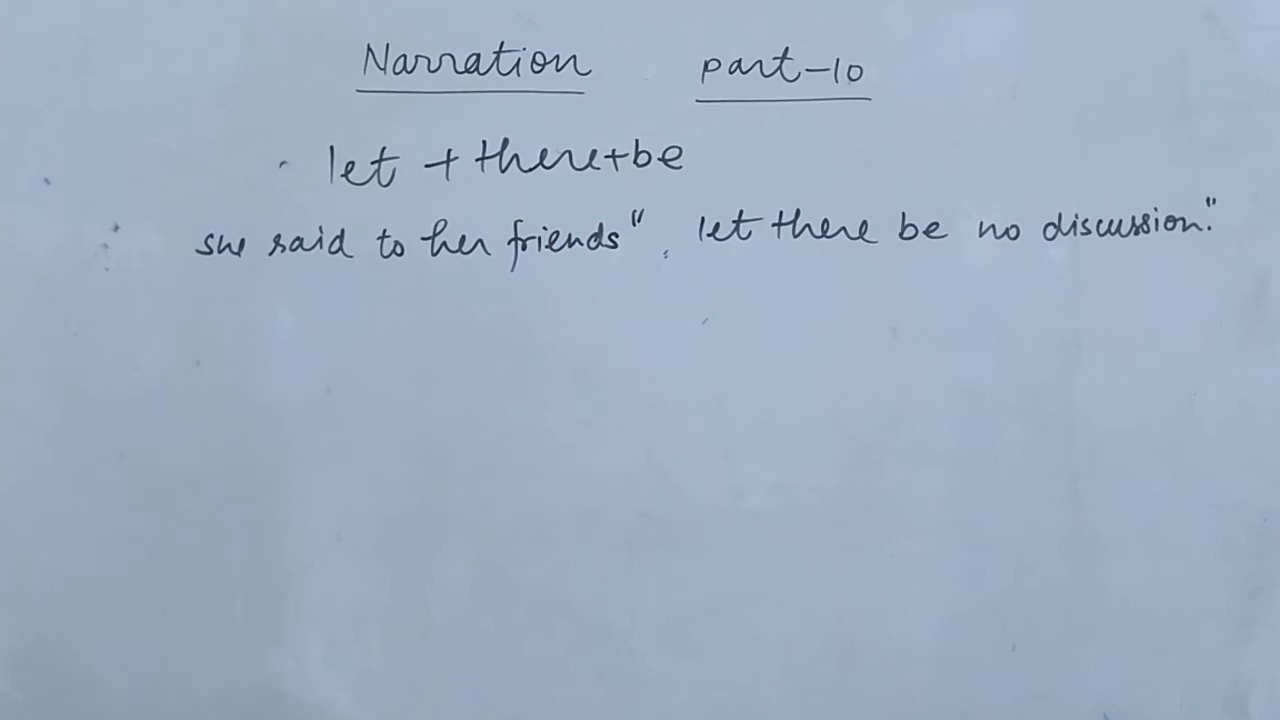 Narration part-10
let + there+be
she said to her friends", let there be no discussion."